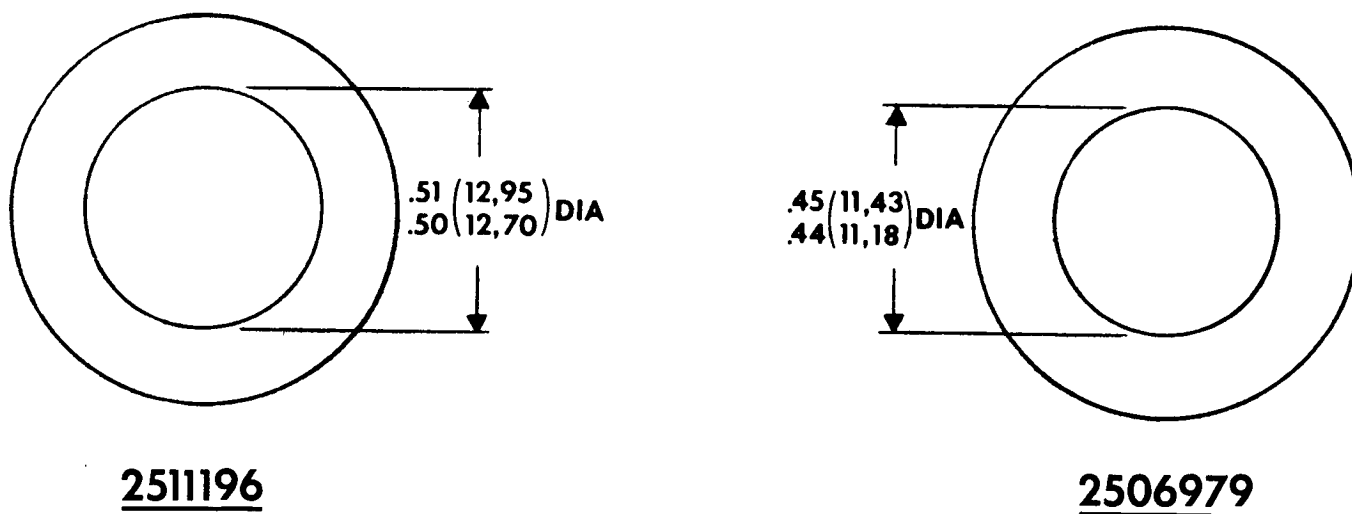 .51 (12,95
.50 (12,70) DIA
.45 (11,43)
.44 (11,18) DIA
2511196
2506979